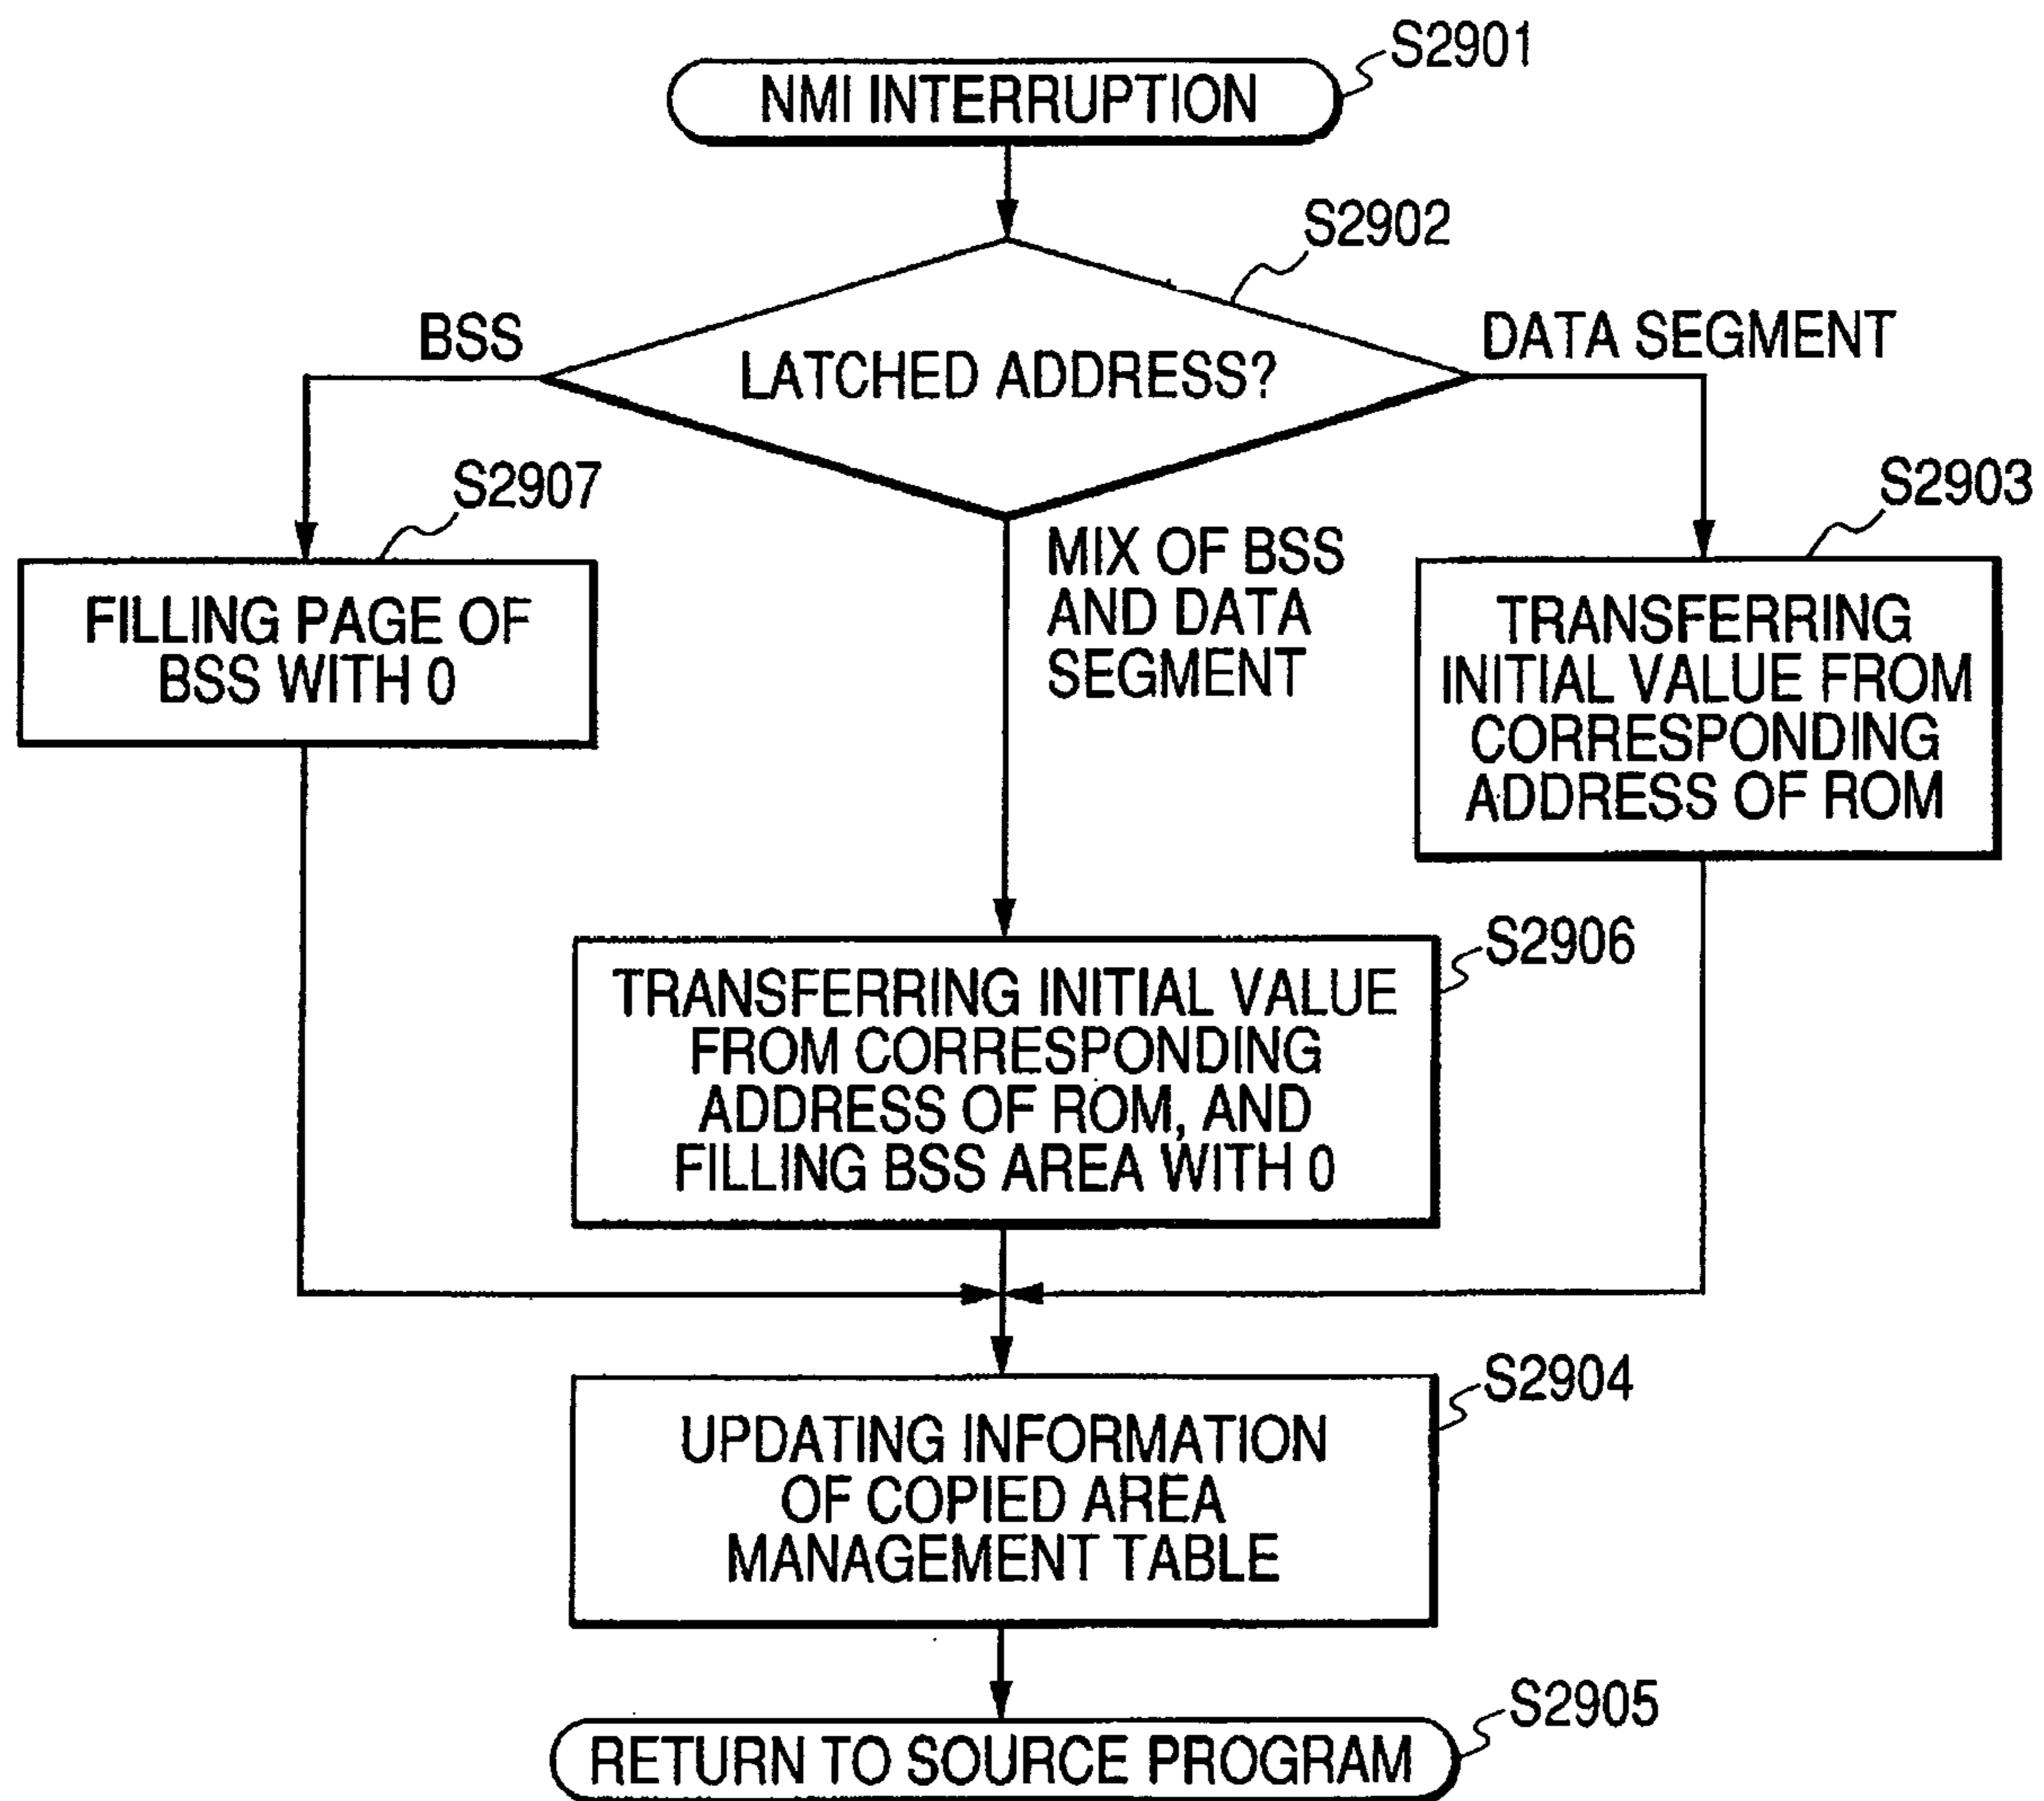 S2901
NMI INTERRUPTION
S2902
BSS
DATA SEGMENT
LATCHED ADDRESS?
S2907
S2903
MIX OF BSS
AND DATA
SEGMENT
FILLING PAGE OF
BSS WITH 0
TRANSFERRING
INITIAL VALUE FROM
CORRESPONDING
ADDRESS OF ROM
S2906
TRANSFERRING INITIAL VALUE
FROM CORRESPONDING
ADDRESS OF ROM, AND
FILLING BSS AREA WITH 0
S2904
UPDATING INFORMATION
OF COPIED AREA
MANAGEMENT TABLE
S2905
RETURN TO SOURCE PROGRAM